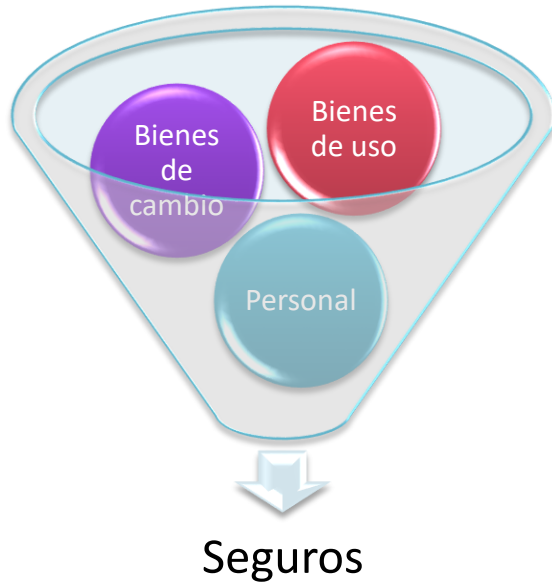 Bienes
de uso
Bienes
de
cambio
Personal
Seguros